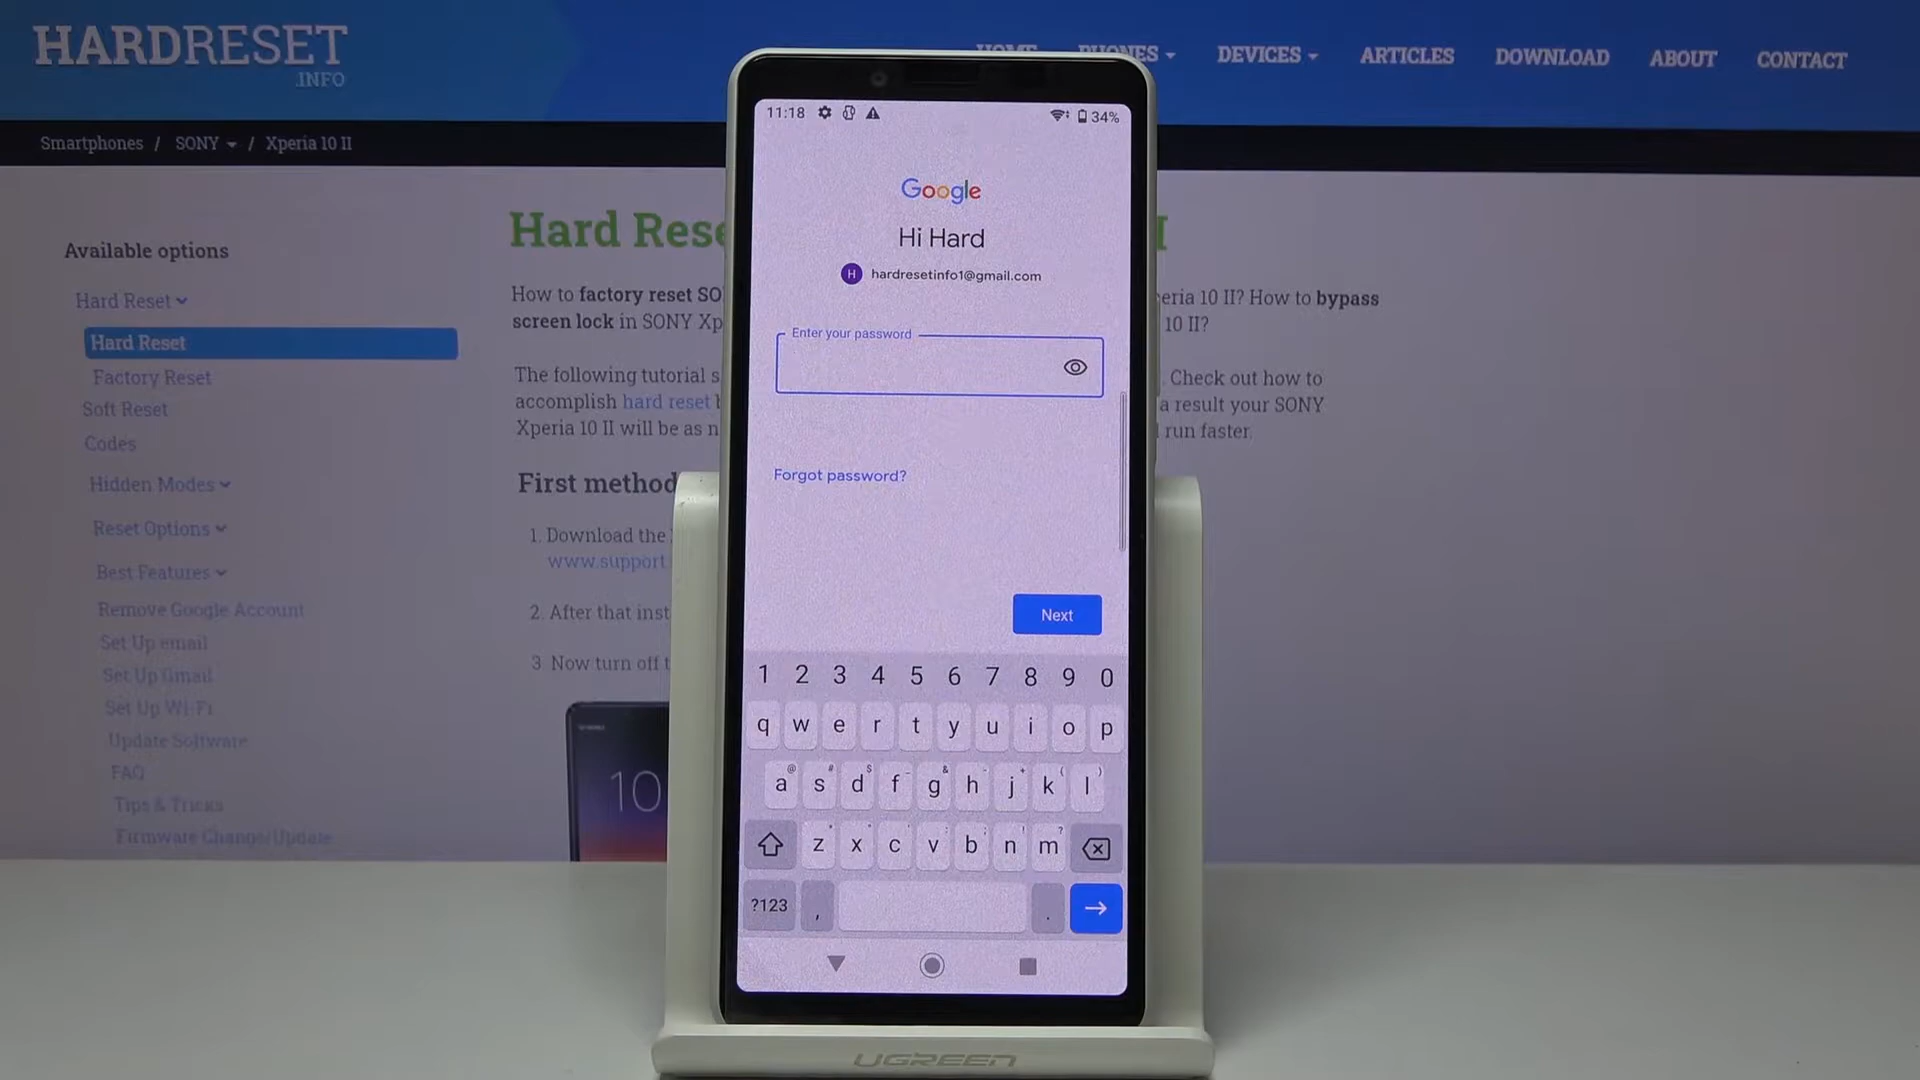 HARDRESET
.INFO
HOME PHONES DEVICES ARTICLES DOWNLOAD ABOUT CONTACT
Smartphones / SONY / Xperia 10 II
Available options
Hard Reset
Hard Reset
Factory Reset
Soft Reset
Codes
Hidden Modes
Reset Options
Best Features
Remove Google Account
Set Up email
Set Up Gmail
Set Up Wi-Fi
Update Software
FAQ
Tips & Tricks
Firmware Change/Update
Hard Rese
How to factory reset SO eria 10 II? How to bypass
screen lock in SONY Xp 10 II?
The following tutorial s Check out how to
accomplish hard reset b a result your SONY
Xperia 10 II will be as n run faster.
First method
1. Download the
www.support.
2. After that inst
3 Now turn off t
10
11:18 34%
Google
Hi Hard
H hardresetinfo1@gmail.com
Enter your password
Forgot password?
Next
1 2 3 4 5 6 7 8 9 0
q w e r t y u i o p
a s d f g h j k l
z x c v b n m
?123 , .
UGREEN